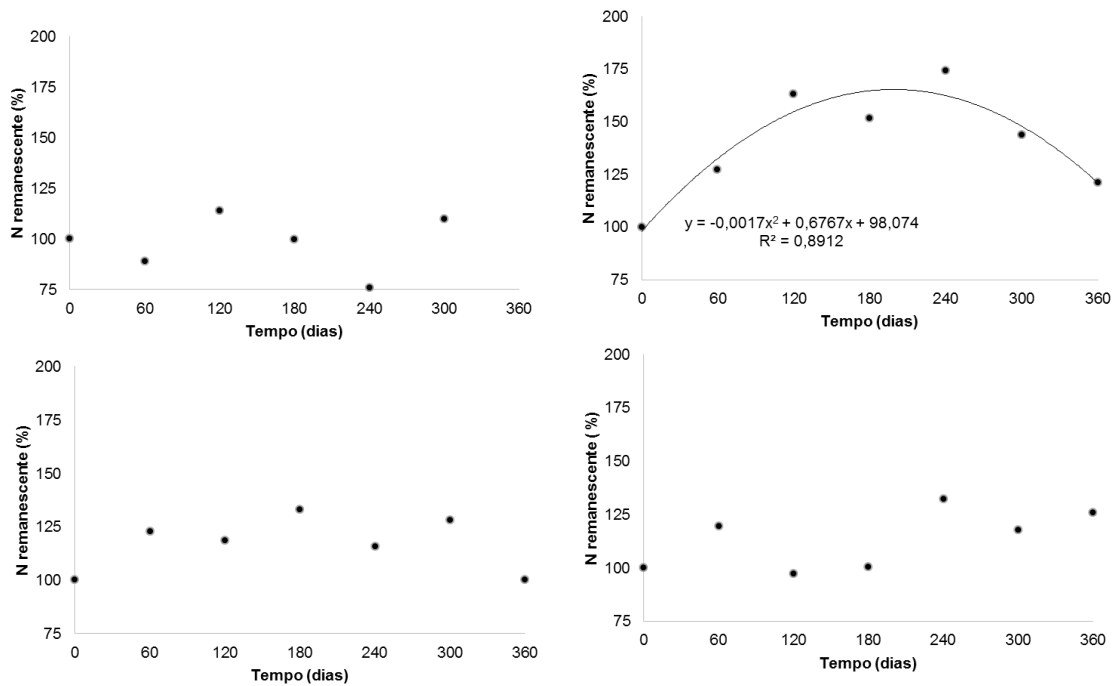 200
175
150
125
100
75
N remanescente (%)
0 60 120 180 240 300 360
Tempo (dias)
200
175
150
125
100
75
N remanescente (%)
y = -0,0017x² + 0,6767x + 98,074
R² = 0,8912
0 60 120 180 240 300 360
Tempo (dias)
200
175
150
125
100
75
N remanescente (%)
0 60 120 180 240 300 360
Tempo (dias)
200
175
150
125
100
75
N remanescente ( %)
0 60 120 180 240 300 360
Tempo (dias)